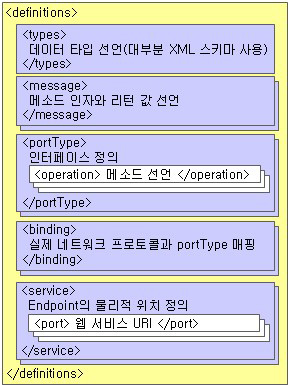 <definitions>
<types>
데이터 타입 선언(대부분 XML 스키마 사용)
</types>
<message>
메소드 인자와 리턴 값 선언
</message>
<portType>
인터페이스 정의
<operation> 메소드 선언 </operation>
</portType>
<binding>
실제 네트워크 프로토콜과 portType 매핑
</binding>
<service>
Endpoint의 물리적 위치 정의
<port> 웹 서비스 URI </port>
</service>
</definitions>